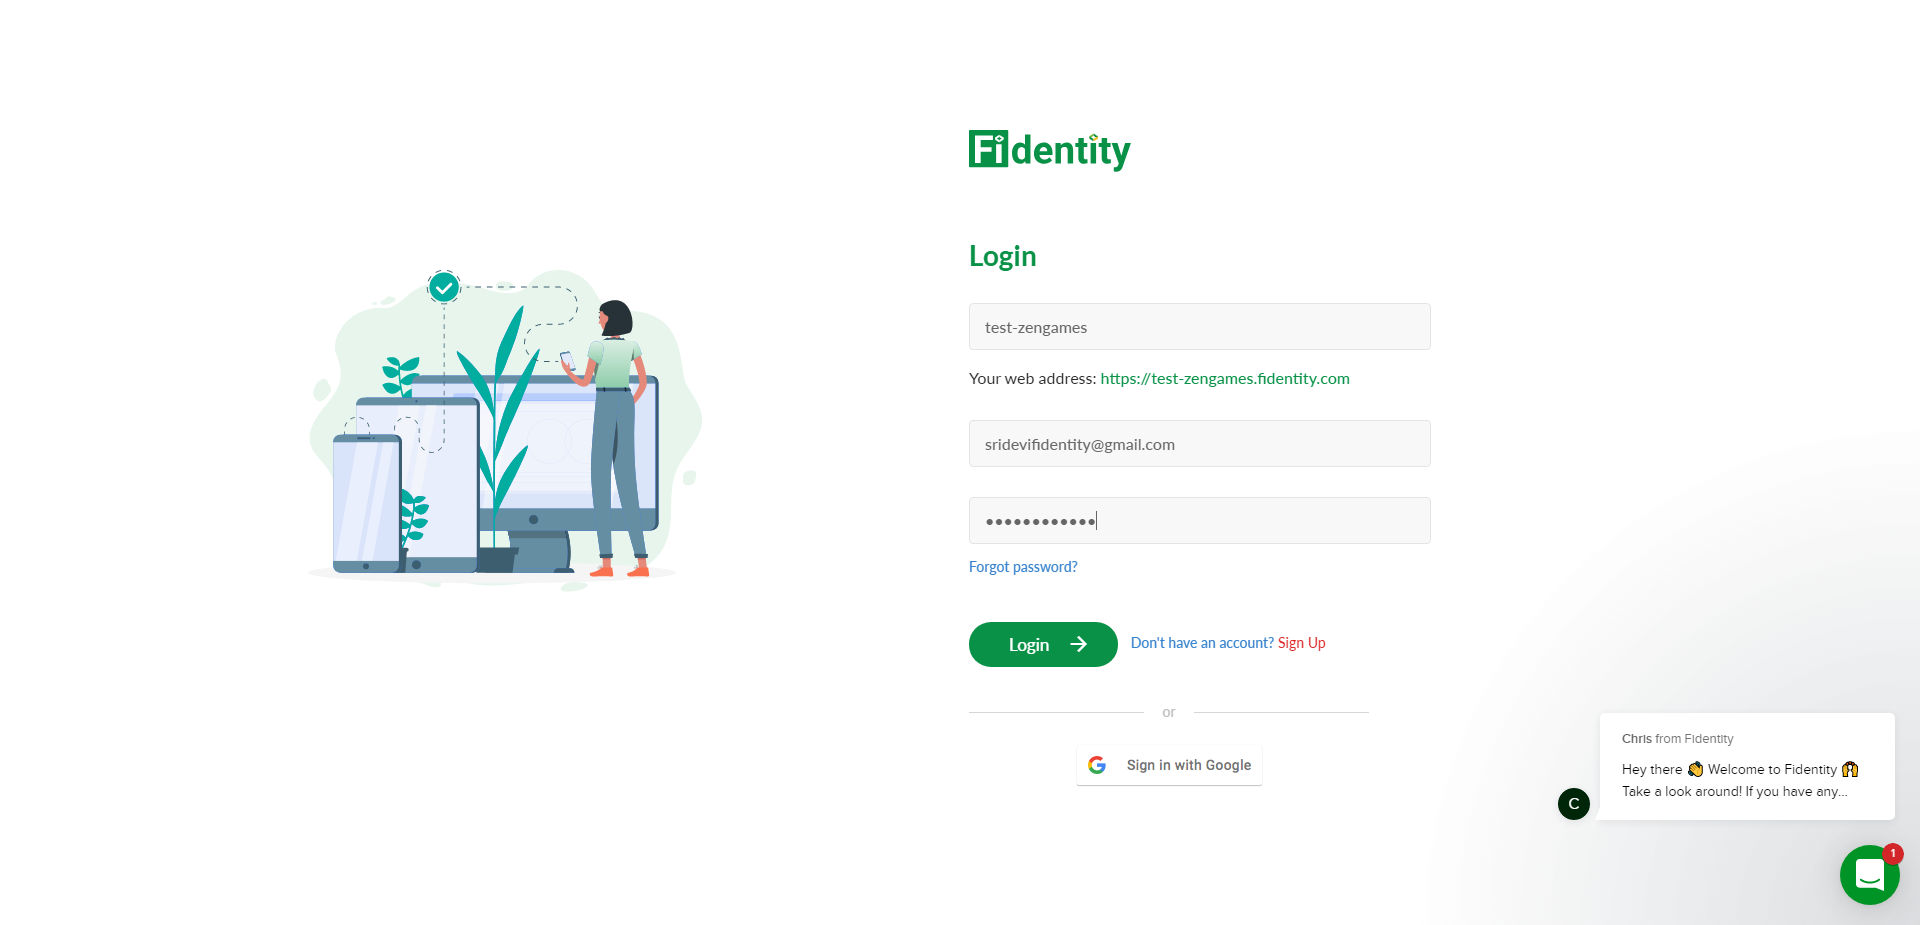 Fidentity
Login
test-zengames
Your web address: https://test-zengames.fidentity.com
sridevifidentity@gmail.com
••••••••••••
Forgot password?
Login
Don't have an account? Sign Up
or
Sign in with Google
Chris from Fidentity
Hey there 👏 Welcome to Fidentity 🙌
Take a look around! If you have any...
C
1